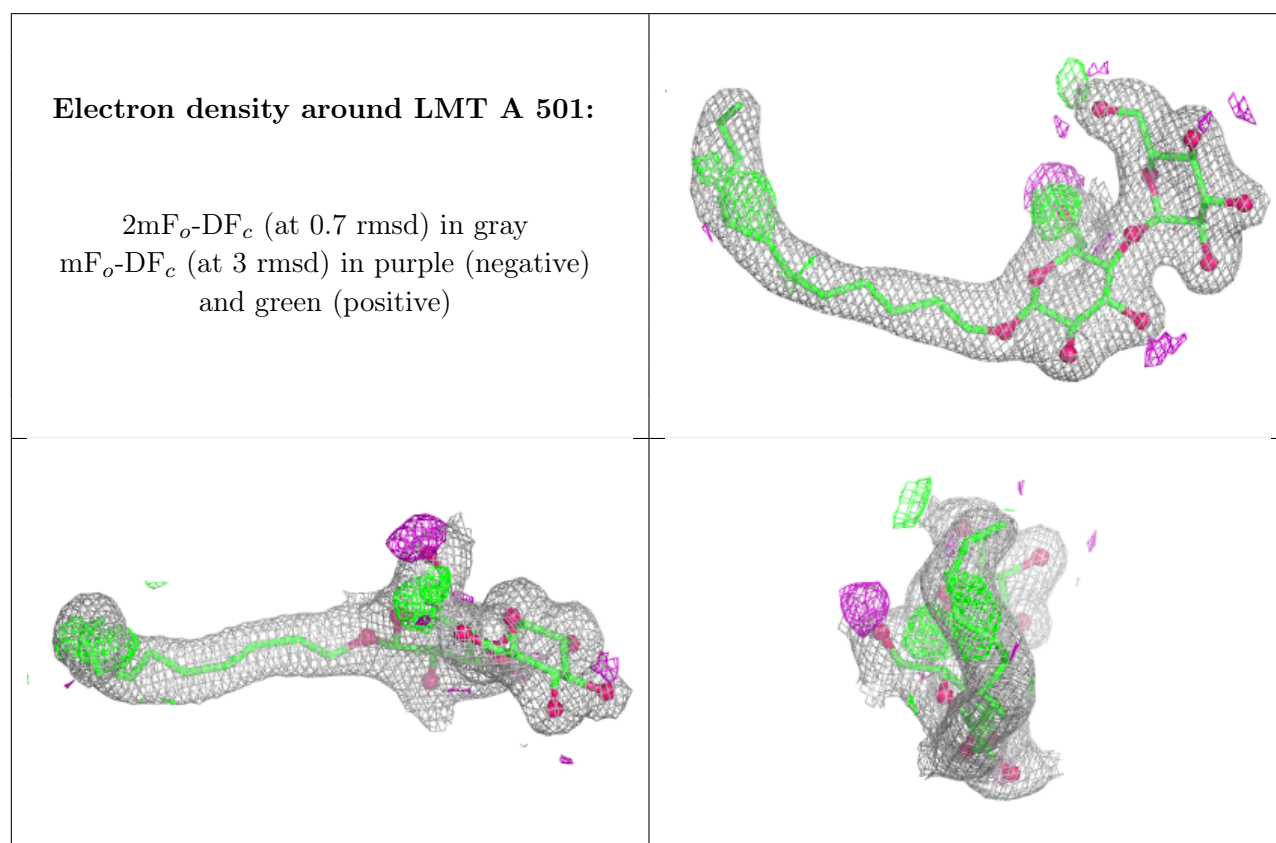 Electron density around LMT A 501:
2mFₒ-DF𝒸 (at 0.7 rmsd) in gray
mFₒ-DF𝒸 (at 3 rmsd) in purple (negative)
and green (positive)